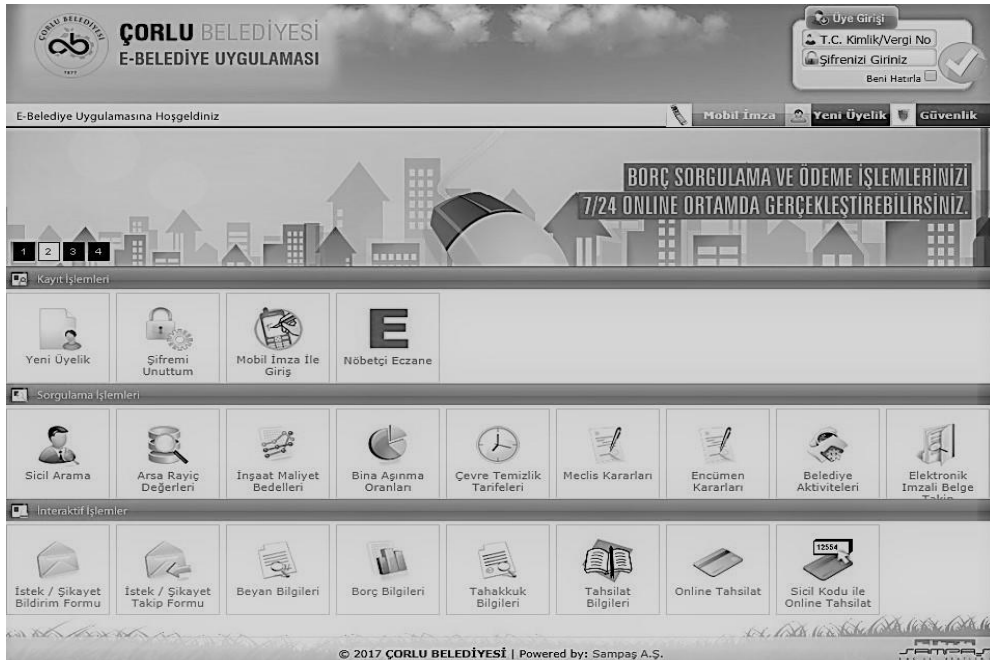 ÇORLU BELEDİYESİ
E-BELEDİYE UYGULAMASI
1877
Üye Girişi
T.C. Kimlik/Vergi No
Şifrenizi Giriniz
Beni Hatırla
E-Belediye Uygulamasına Hoşgeldiniz
Mobil İmza
Yeni Üyelik
Güvenlik
BORÇ SORGULAMA VE ÖDEME İŞLEMLERİNİZİ
7/24 ONLINE ORTAMDA GERÇEKLEŞTİREBİLİRSİNİZ.
1 2 3 4
Kayıt İşlemleri
Yeni Üyelik
Şifremi
Unuttum
Mobil İmza İle
Giriş
E
Nöbetçi Eczane
Sorgulama İşlemleri
Sicil Arama
Arsa Rayiç
Değerleri
İnşaat Maliyet
Bedelleri
Bina Aşınma
Oranları
Çevre Temizlik
Tarifeleri
Meclis Kararları
Encümen
Kararları
Belediye
Aktiviteleri
Elektronik
Imzali Belge
Takip
İnteraktif İşlemler
İstek / Şikayet
Bildirim Formu
İstek / Şikayet
Takip Formu
Beyan Bilgileri
Borç Bilgileri
Tahakkuk
Bilgileri
Tahsilat
Bilgileri
Online Tahsilat
12554
Sicil Kodu ile
Online Tahsilat
© 2017 ÇORLU BELEDİYESİ | Powered by: Sampaş A.Ş.
SAMPAŞ